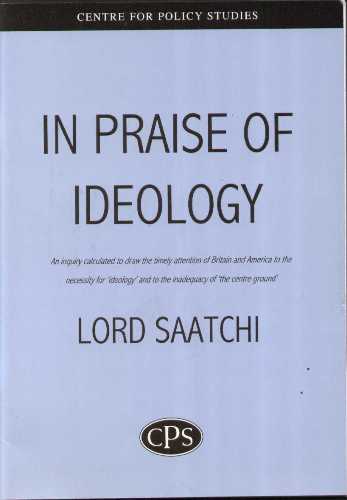 CENTRE FOR POLICY STUDIES
IN PRAISE OF
IDEOLOGY
An inquiry calculated to draw the timely attention of Britain and America to the
necessity for 'ideology' and to the inadequacy of 'the centre ground'
LORD SAATCHI
CPS